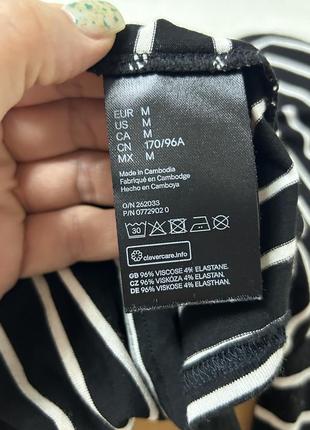 EUR M
US M
CA M
CN 170/96A
MX M
Made in Cambodia
Fabriqué en Cambodge
Hecho en Camboya
O/N 262033
P/N 0772902 0
30
clevercare.info
GB 96% VISCOSE 4% ELASTANE.
CZ 96% VISKÓZA 4% ELASTAN.
DE 96% VISKOSE 4% ELASTHAN.